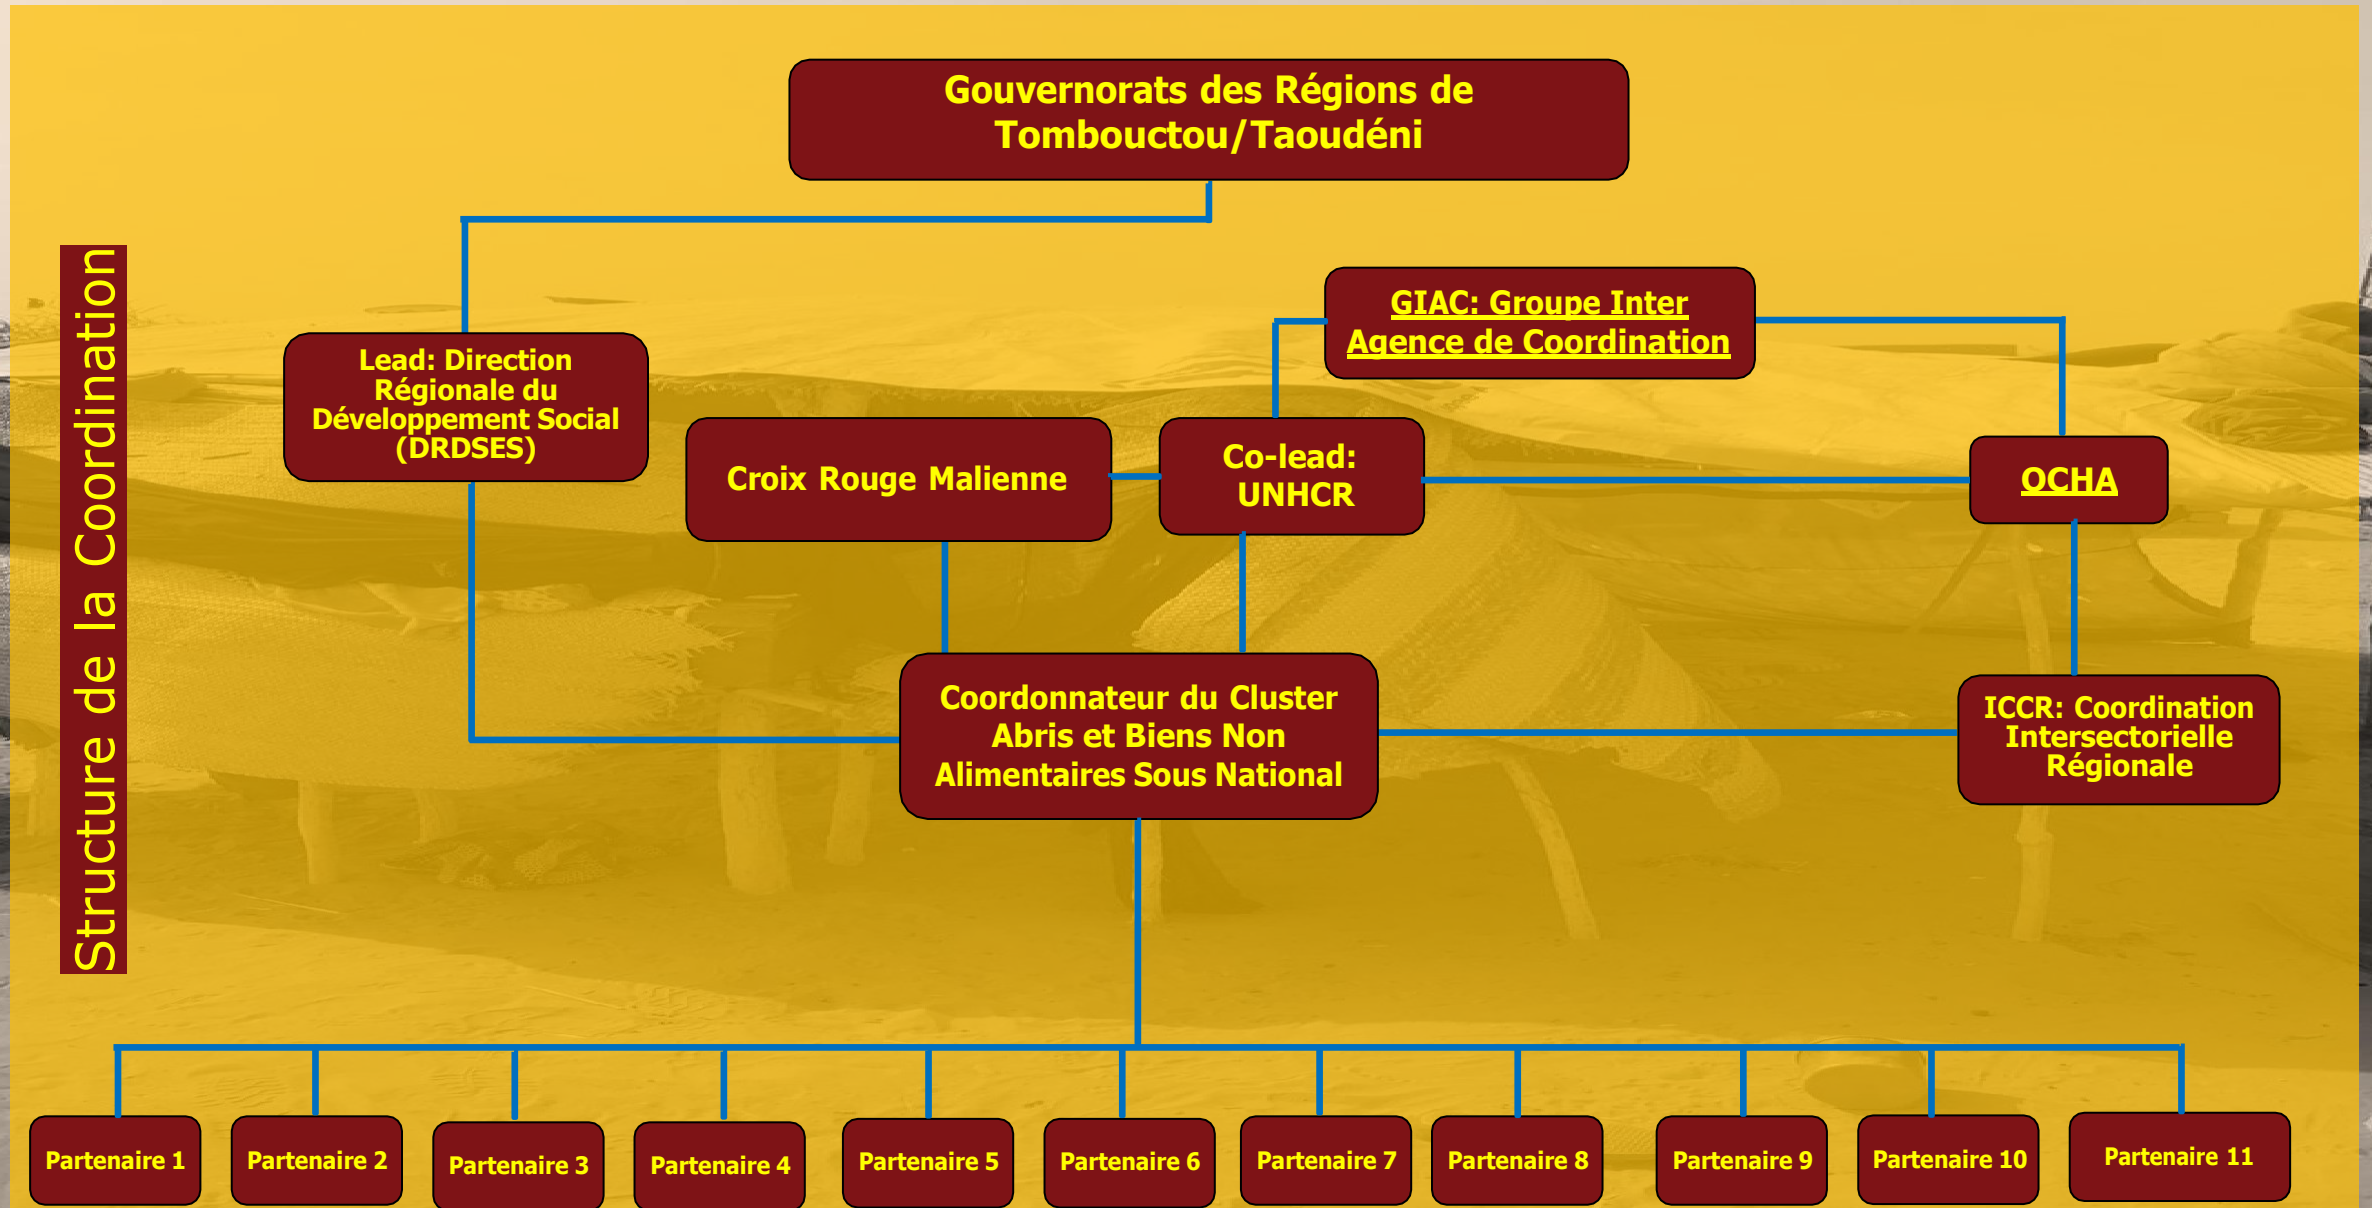 Gouvernorats des Régions de
Tombouctou/Taoudéni
Structure de la Coordination
GIAC: Groupe Inter
Agence de Coordination
Lead: Direction
Régionale du
Développement Social
(DRDSES)
Croix Rouge Malienne
Co-lead:
UNHCR
OCHA
Coordonnateur du Cluster
Abris et Biens Non
Alimentaires Sous National
ICCR: Coordination
Intersectorielle
Régionale
Partenaire 1
Partenaire 2
Partenaire 3
Partenaire 4
Partenaire 5
Partenaire 6
Partenaire 7
Partenaire 8
Partenaire 9
Partenaire 10
Partenaire 11